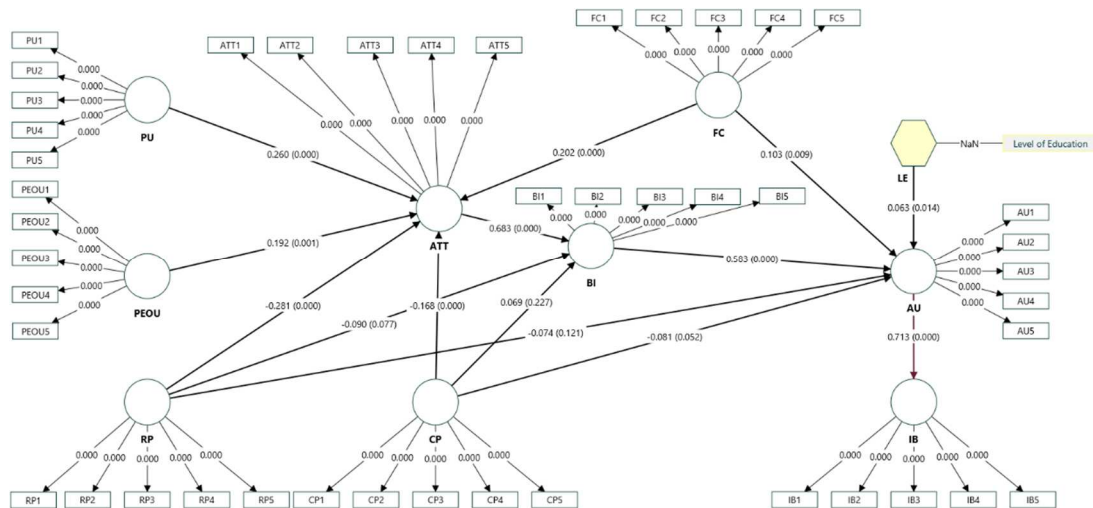 FC1 FC2 FC3 FC4 FC5
ATT1 ATT2 ATT3 ATT4 ATT5
PU1
PU2
PU3
PU4
PU5
0.000
0.000
0.000
0.000
0.000
PU
0.000 0.000 0.000 0.000 0.000
FC
0.000 0.000 0.000 0.000 0.000
0.260 (0.000)
0.202 (0.000)
0.103 (0.009)
LE
NaN
Level of Education
0.063 (0.014)
PEOU1
PEOU2
PEOU3
PEOU4
PEOU5
0.000
0.000
0.000
0.000
0.000
PEOU
0.192 (0.001)
ATT
0.683 (0.000)
BI1 BI2 BI3 BI4 BI5
0.000 0.000 0.000 0.000 0.000
BI
0.583 (0.000)
AU1
AU2
AU3
AU4
AU5
0.000
0.000
0.000
0.000
0.000
AU
-0.281 (0.000)
-0.168 (0.000)
0.069 (0.227)
-0.090 (0.077)
-0.074 (0.121)
-0.081 (0.052)
0.713 (0.000)
RP
0.000 0.000 0.000 0.000 0.000
RP1 RP2 RP3 RP4 RP5
CP
0.000 0.000 0.000 0.000 0.000
CP1 CP2 CP3 CP4 CP5
IB
0.000 0.000 0.000 0.000 0.000
IB1 IB2 IB3 IB4 IB5